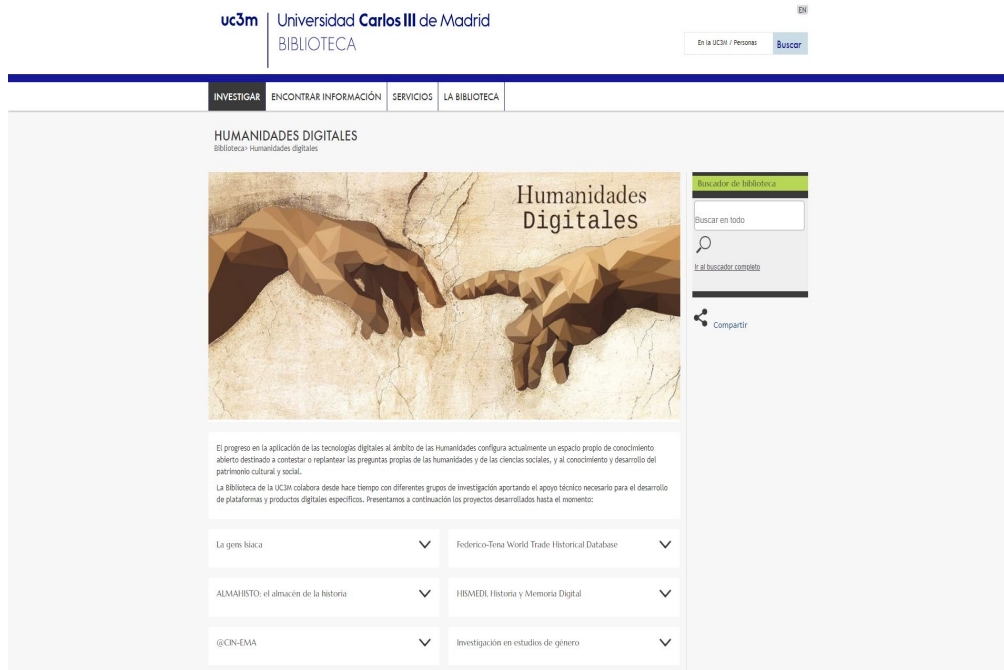 uc3m Universidad Carlos III de Madrid
BIBLIOTECA
EN
En la UC3M / Personas Buscar
INVESTIGAR ENCONTRAR INFORMACIÓN SERVICIOS LA BIBLIOTECA
HUMANIDADES DIGITALES
Biblioteca> Humanidades digitales
Humanidades
Digitales
Buscador de biblioteca
Buscar en todo
Ir al buscador completo
Compartir
El progreso en la aplicación de las tecnologías digitales al ámbito de las Humanidades configura actualmente un espacio propio de conocimiento
abierto destinado a contestar o replantear las preguntas propias de las humanidades y de las ciencias sociales, y al conocimiento y desarrollo del
patrimonio cultural y social.
La Biblioteca de la UC3M colabora desde hace tiempo con diferentes grupos de investigación aportando el apoyo técnico necesario para el desarrollo
de plataformas y productos digitales específicos. Presentamos a continuación los proyectos desarrollados hasta el momento:
La gens Isiaca
Federico-Tena World Trade Historical Database
ALMAHISTO: el almacén de la historia
HISMEDI, Historia y Memoria Digital
@CIN-EMA
Investigación en estudios de género